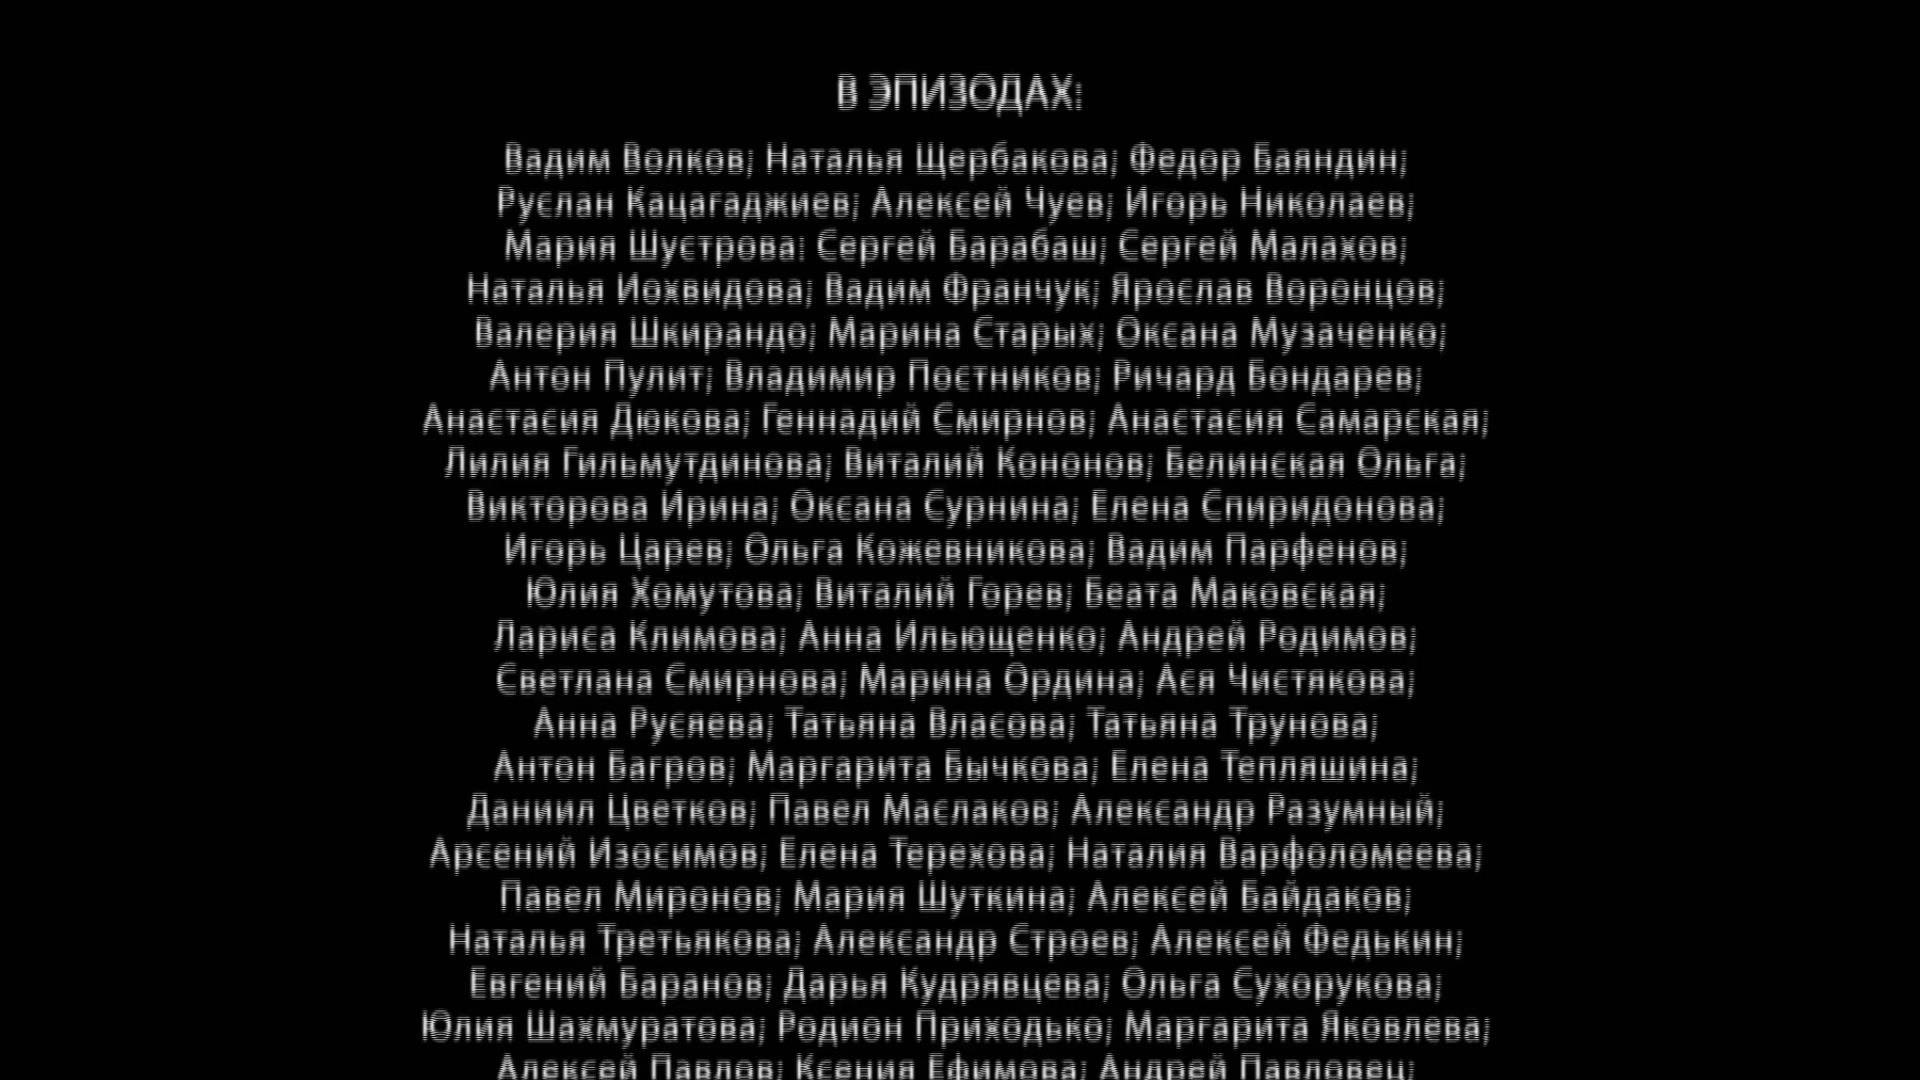 В ЭПИЗОДАХ:
Вадим Волков; Наталья Щербакова; Федор Баяндин;
Руслан Кацагаджиев; Алексей Чуев; Игорь Николаев;
Мария Шустрова: Сергей Барабаш; Сергей Малахов;
Наталья Иохвидова; Вадим Франчук; Ярослав Воронцов;
Валерия Шкирандо; Марина Старых; Оксана Музаченко;
Антон Пулит; Владимир Постников; Ричард Бондарев;
Анастасия Дюкова; Геннадий Смирнов; Анастасия Самарская;
Лилия Гильмутдинова; Виталий Кононов; Белинская Ольга;
Викторова Ирина; Оксана Сурнина; Елена Спиридонова;
Игорь Царев; Ольга Кожевникова; Вадим Парфенов;
Юлия Хомутова; Виталий Горев; Беата Маковская;
Лариса Климова; Анна Ильющенко; Андрей Родимов;
Светлана Смирнова; Марина Ордина; Ася Чистякова;
Анна Русяева; Татьяна Власова; Татьяна Трунова;
Антон Багров; Маргарита Бычкова; Елена Тепляшина;
Даниил Цветков; Павел Маслаков; Александр Разумный;
Арсений Изосимов; Елена Терехова; Наталия Варфоломеева;
Павел Миронов; Мария Шуткина; Алексей Байдаков;
Наталья Третьякова; Александр Строев; Алексей Федькин;
Евгений Баранов; Дарья Кудрявцева; Ольга Сухорукова;
Юлия Шахмуратова; Родион Приходько; Маргарита Яковлева;
Алексей Павлов; Ксения Ефимова; Андрей Павловец;